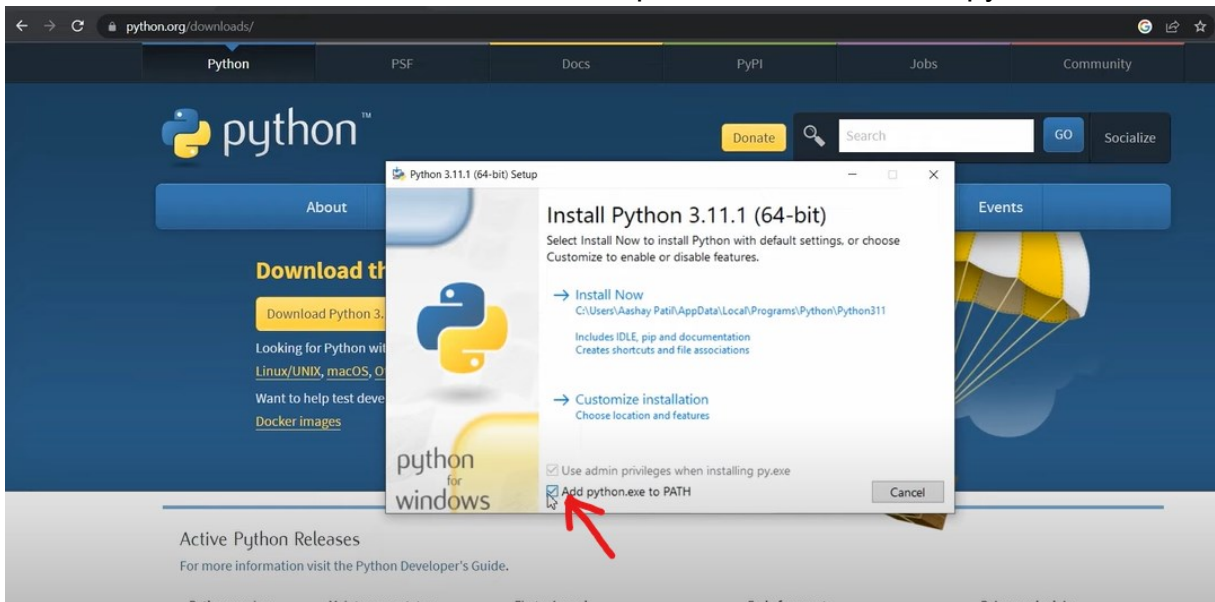 python.org/downloads/
Python PSF Docs PyPI Jobs Community
python™
Donate Search GO Socialize
Python 3.11.1 (64-bit) Setup
About Events
Install Python 3.11.1 (64-bit)
Select Install Now to install Python with default settings, or choose
Customize to enable or disable features.
Download th
Install Now
C:\Users\Aashay Patil\AppData\Local\Programs\Python\Python311
Download Python 3.
Includes IDLE, pip and documentation
Creates shortcuts and file associations
Looking for Python wit
Linux/UNIX, macOS, O
Want to help test deve
Docker images
Customize installation
Choose location and features
python
for
windows
Use admin privileges when installing py.exe
Add python.exe to PATH
Cancel
Active Python Releases
For more information visit the Python Developer's Guide.